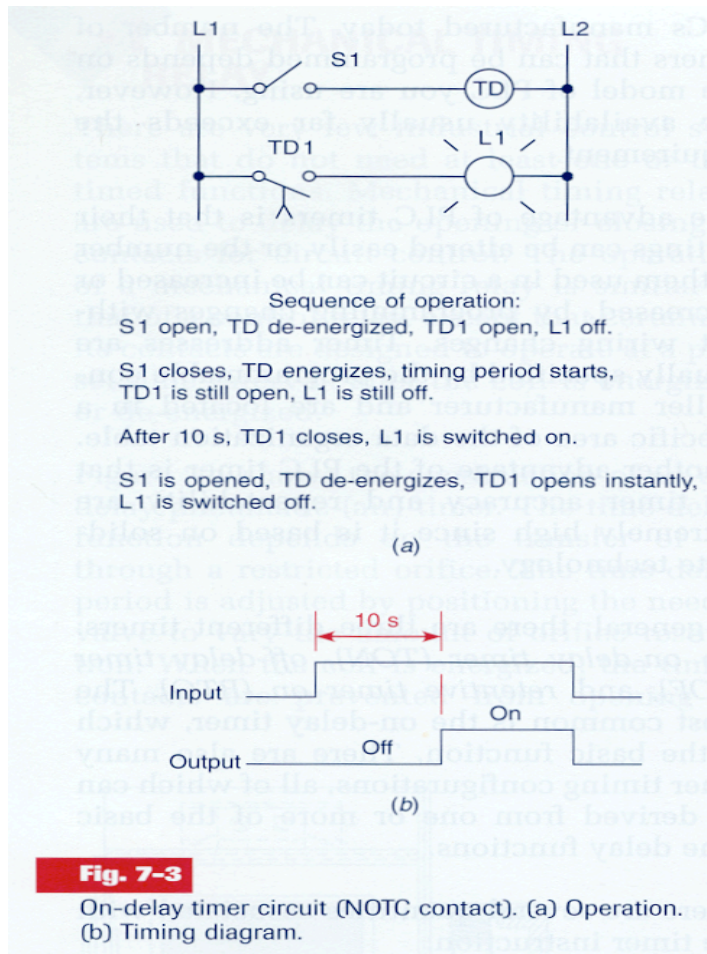 L1 L2
S1
TD
TD1 L1
Sequence of operation:
S1 open, TD de-energized, TD1 open, L1 off.
S1 closes, TD energizes, timing period starts,
TD1 is still open, L1 is still off.
After 10 s, TD1 closes, L1 is switched on.
S1 is opened, TD de-energizes, TD1 opens instantly,
L1 is switched off.
(a)
10 s
Input
On
Off
Output
(b)
Fig. 7-3
On-delay timer circuit (NOTC contact). (a) Operation.
(b) Timing diagram.